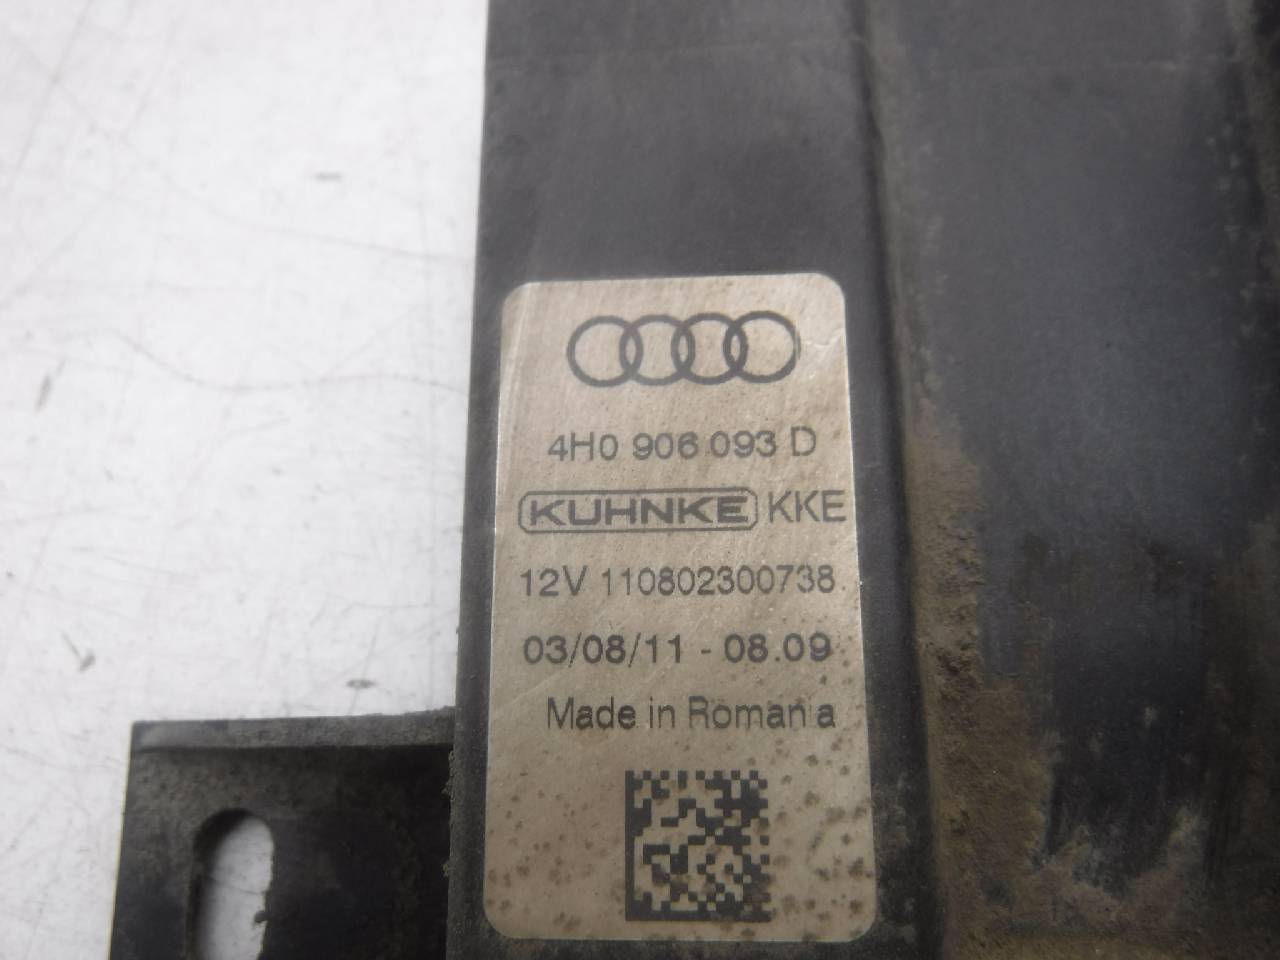 4H0 906 093 D
KUHNKE KKE
12V 110802300738
03/08/11 - 08.09
Made in Romania